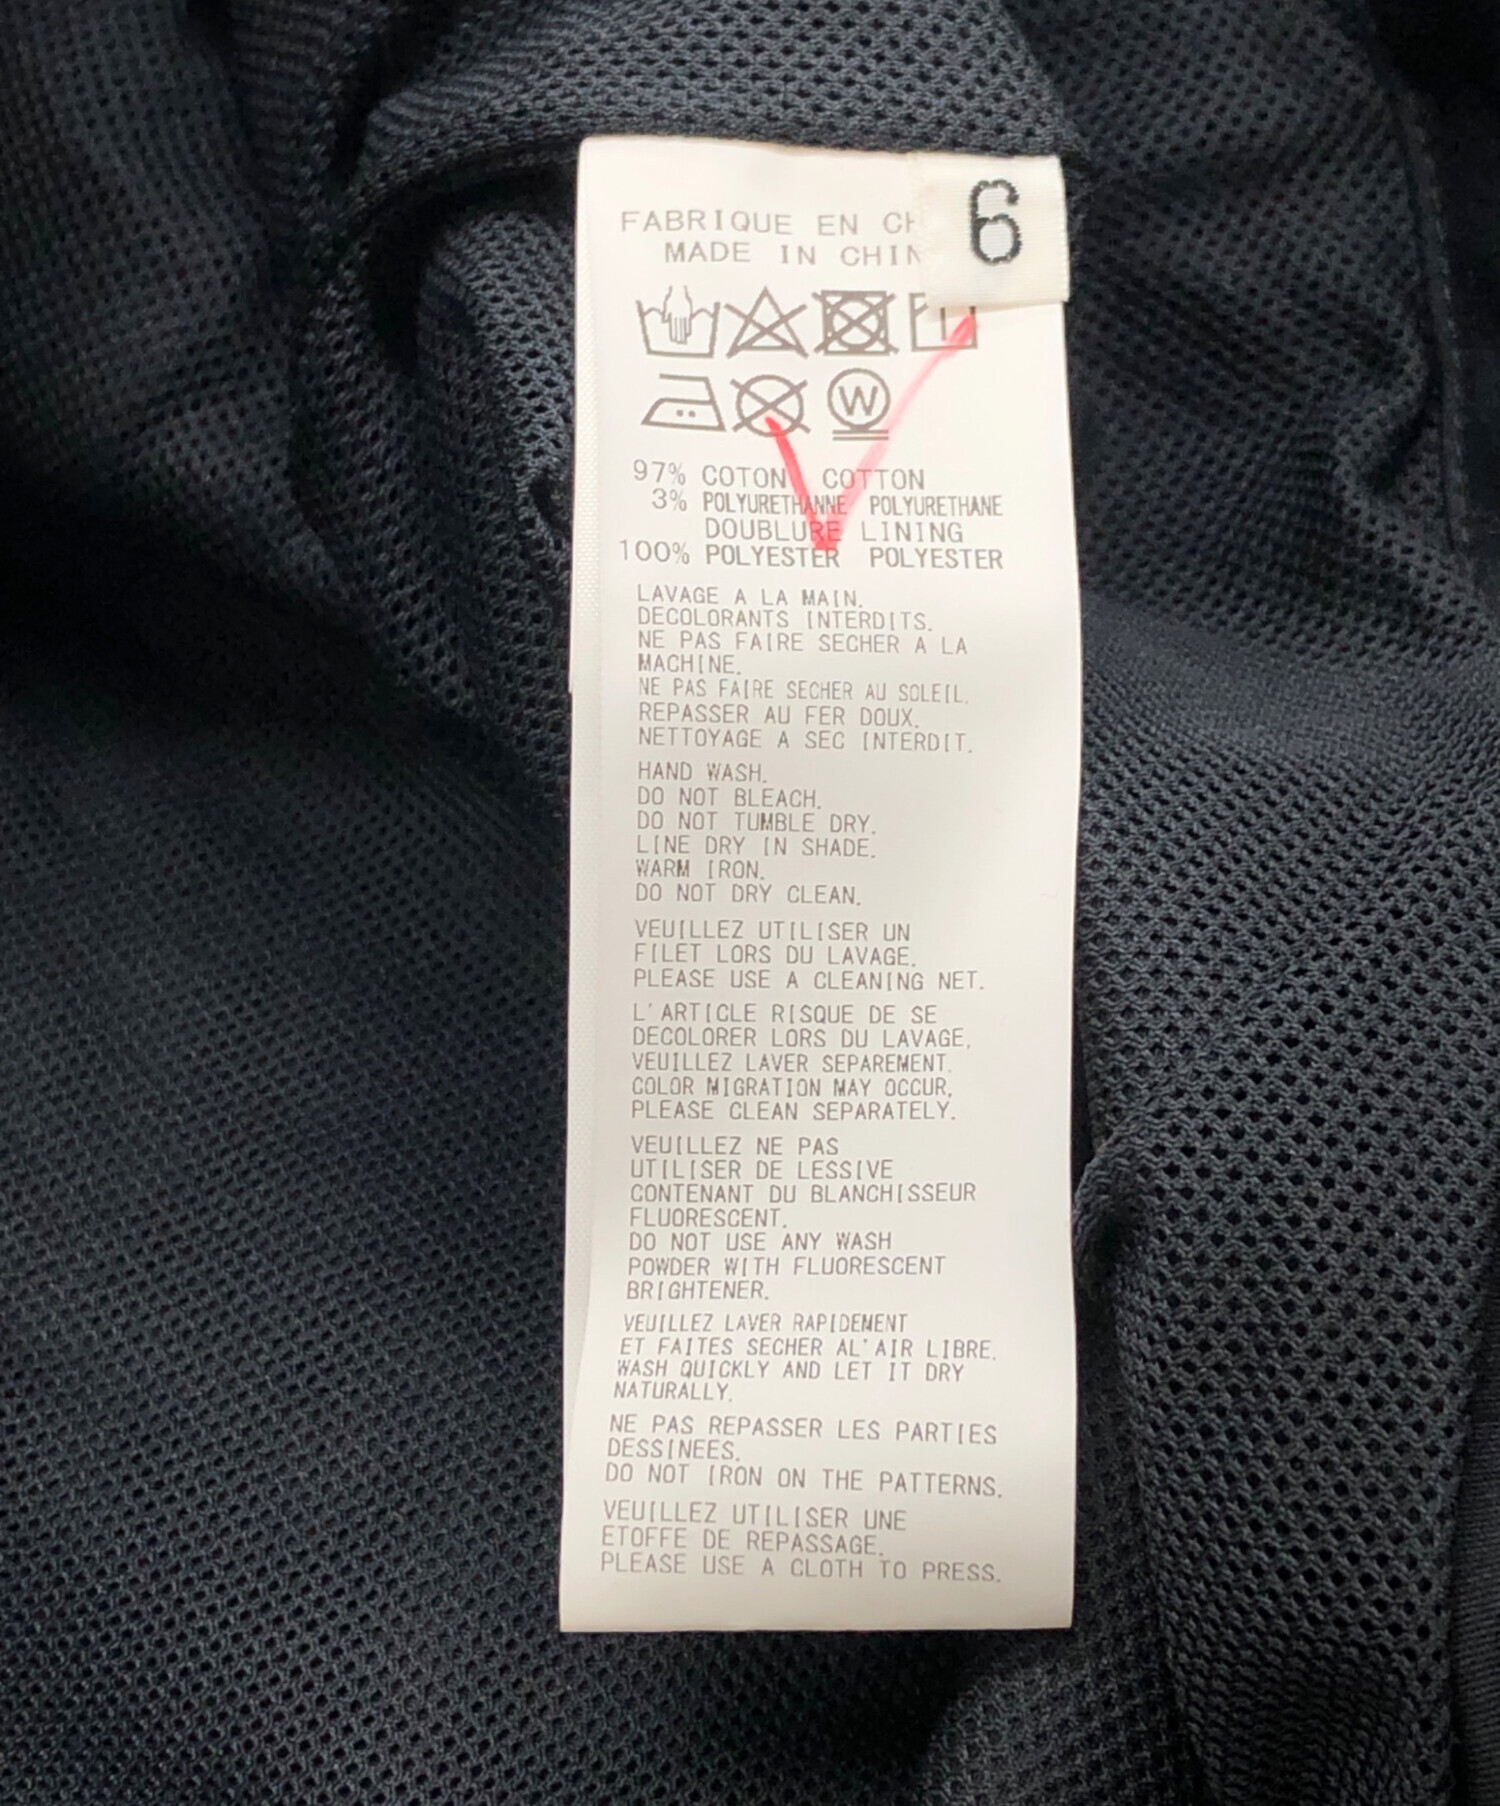 6
FABRIQUE EN
MADE IN
W
97% COTON COTTON
3% POLYURETHANNE POLYURETHANE
DOUBLURE LINING
100% POLYESTER POLYESTER
LAVAGE A LA MAIN.
DECOLORANTS INTERDITS.
NE PAS FAIRE SECHER A LA
MACHINE.
NE PAS FAIRE SECHER AU SOLEIL.
REPASSER AU FER DOUX.
NETTOYAGE A SEC INTERDIT.
HAND WASH.
DO NOT BLEACH.
DO NOT TUMBLE DRY.
LINE DRY IN SHADE.
WARM IRON.
DO NOT DRY CLEAN.
VEUILLEZ UTILISER UN
FILET LORS DU LAVAGE.
PLEASE USE A CLEANING NET.
L'ARTICLE RISQUE DE SE
DECOLORER LORS DU LAVAGE,
VEUILLEZ LAVER SEPAREMENT.
COLOR MIGRATION MAY OCCUR,
PLEASE CLEAN SEPARATELY.
VEUILLEZ NE PAS
UTILISER DE LESSIVE
CONTENANT DU BLANCHISSEUR
FLUORESCENT.
DO NOT USE ANY WASH
POWDER WITH FLUORESCENT
BRIGHTENER.
VEUILLEZ LAVER RAPIDEMENT
ET FAITES SECHER AL'AIR LIBRE.
WASH QUICKLY AND LET IT DRY
NATURALLY.
NE PAS REPASSER LES PARTIES
DESSINEES.
DO NOT IRON ON THE PATTERNS.
VEUILLEZ UTILISER UNE
ETOFFE DE REPASSAGE.
PLEASE USE A CLOTH TO PRESS.